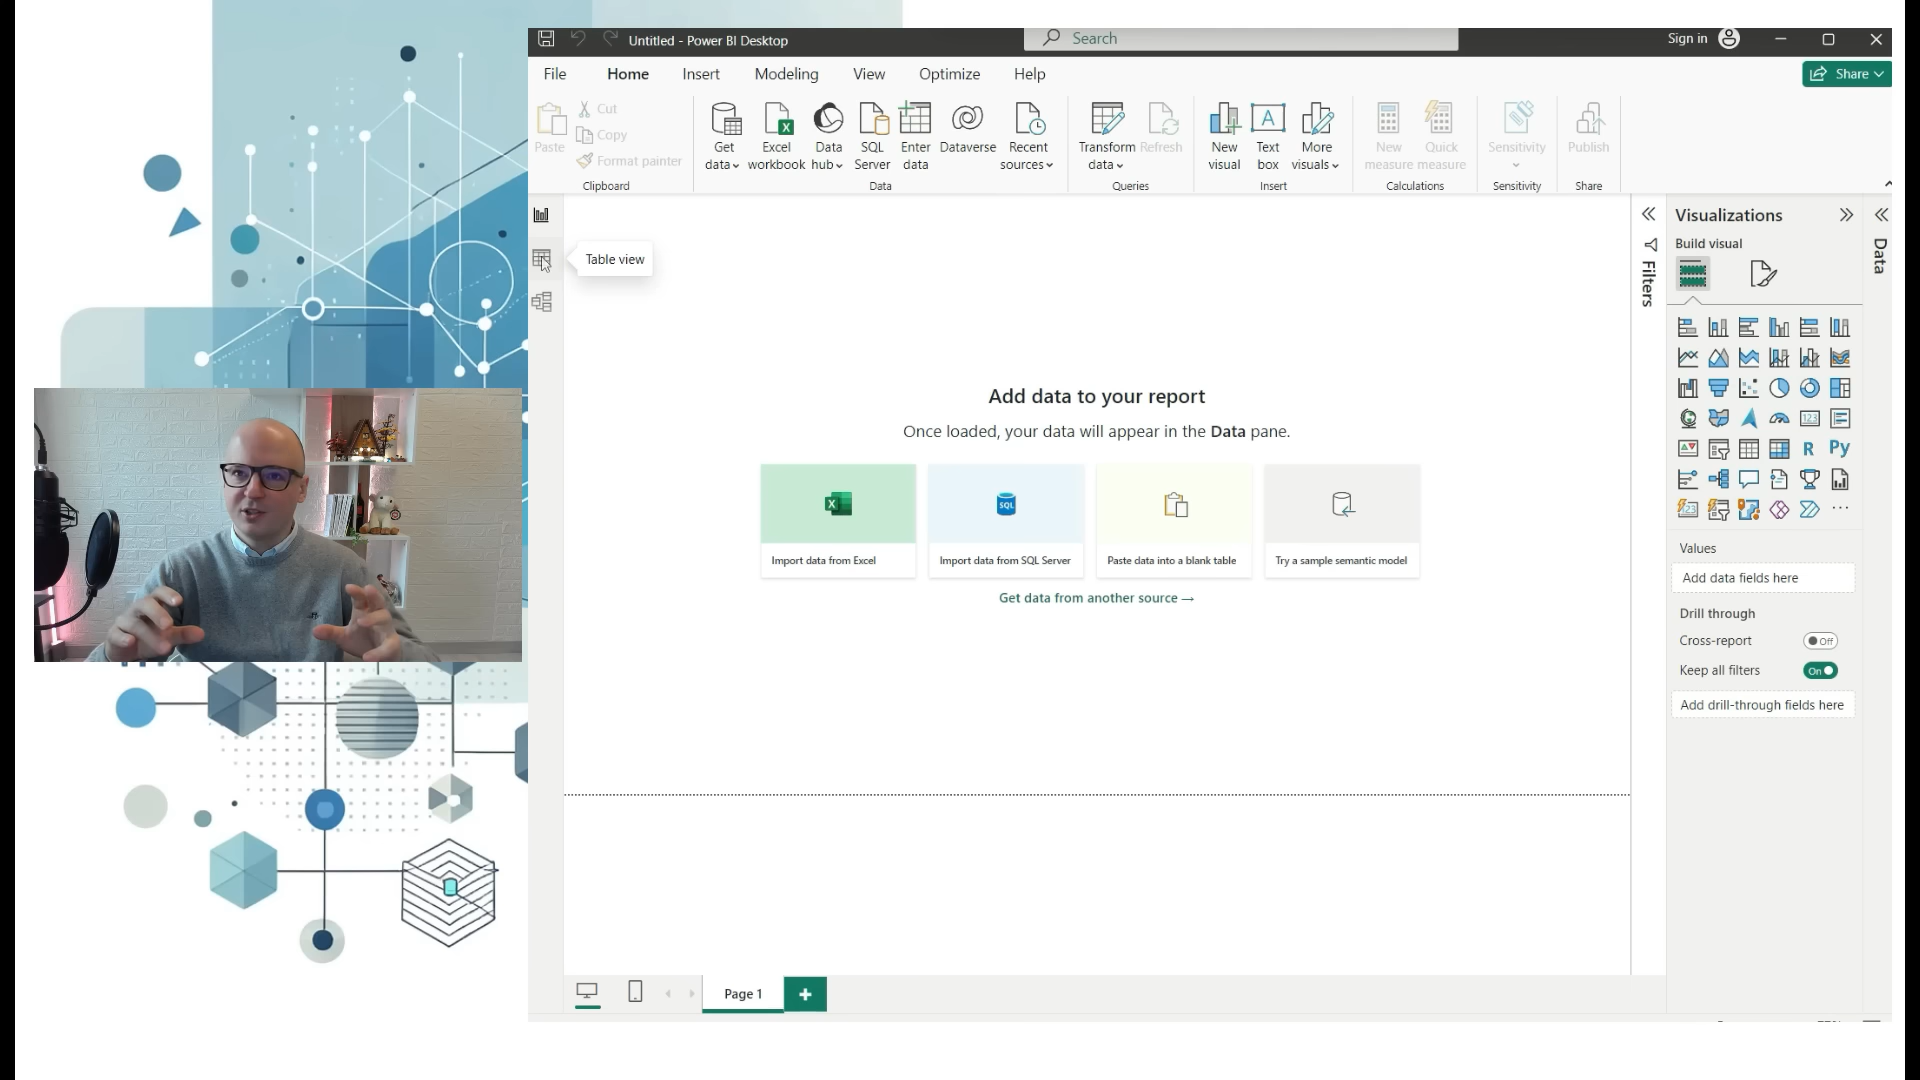 Untitled - Power BI Desktop
Search
Sign in
File
Home
Insert
Modeling
View
Optimize
Help
Share
Paste
Cut
Copy
Format painter
Clipboard
Get data
Excel workbook
Data hub
SQL Server
Enter data
Dataverse
Recent sources
Data
Transform data
Refresh
Queries
New visual
Text box
More visuals
Insert
New measure
Quick measure
Calculations
Sensitivity
Sensitivity
Publish
Share
Table view
Add data to your report
Once loaded, your data will appear in the Data pane.
SQL
Import data from Excel
Import data from SQL Server
Paste data into a blank table
Try a sample semantic model
Get data from another source →
Filters
Visualizations
Build visual
123
R
Py
123
Values
Add data fields here
Drill through
Cross-report
Off
Keep all filters
On
Add drill-through fields here
Data
Page 1